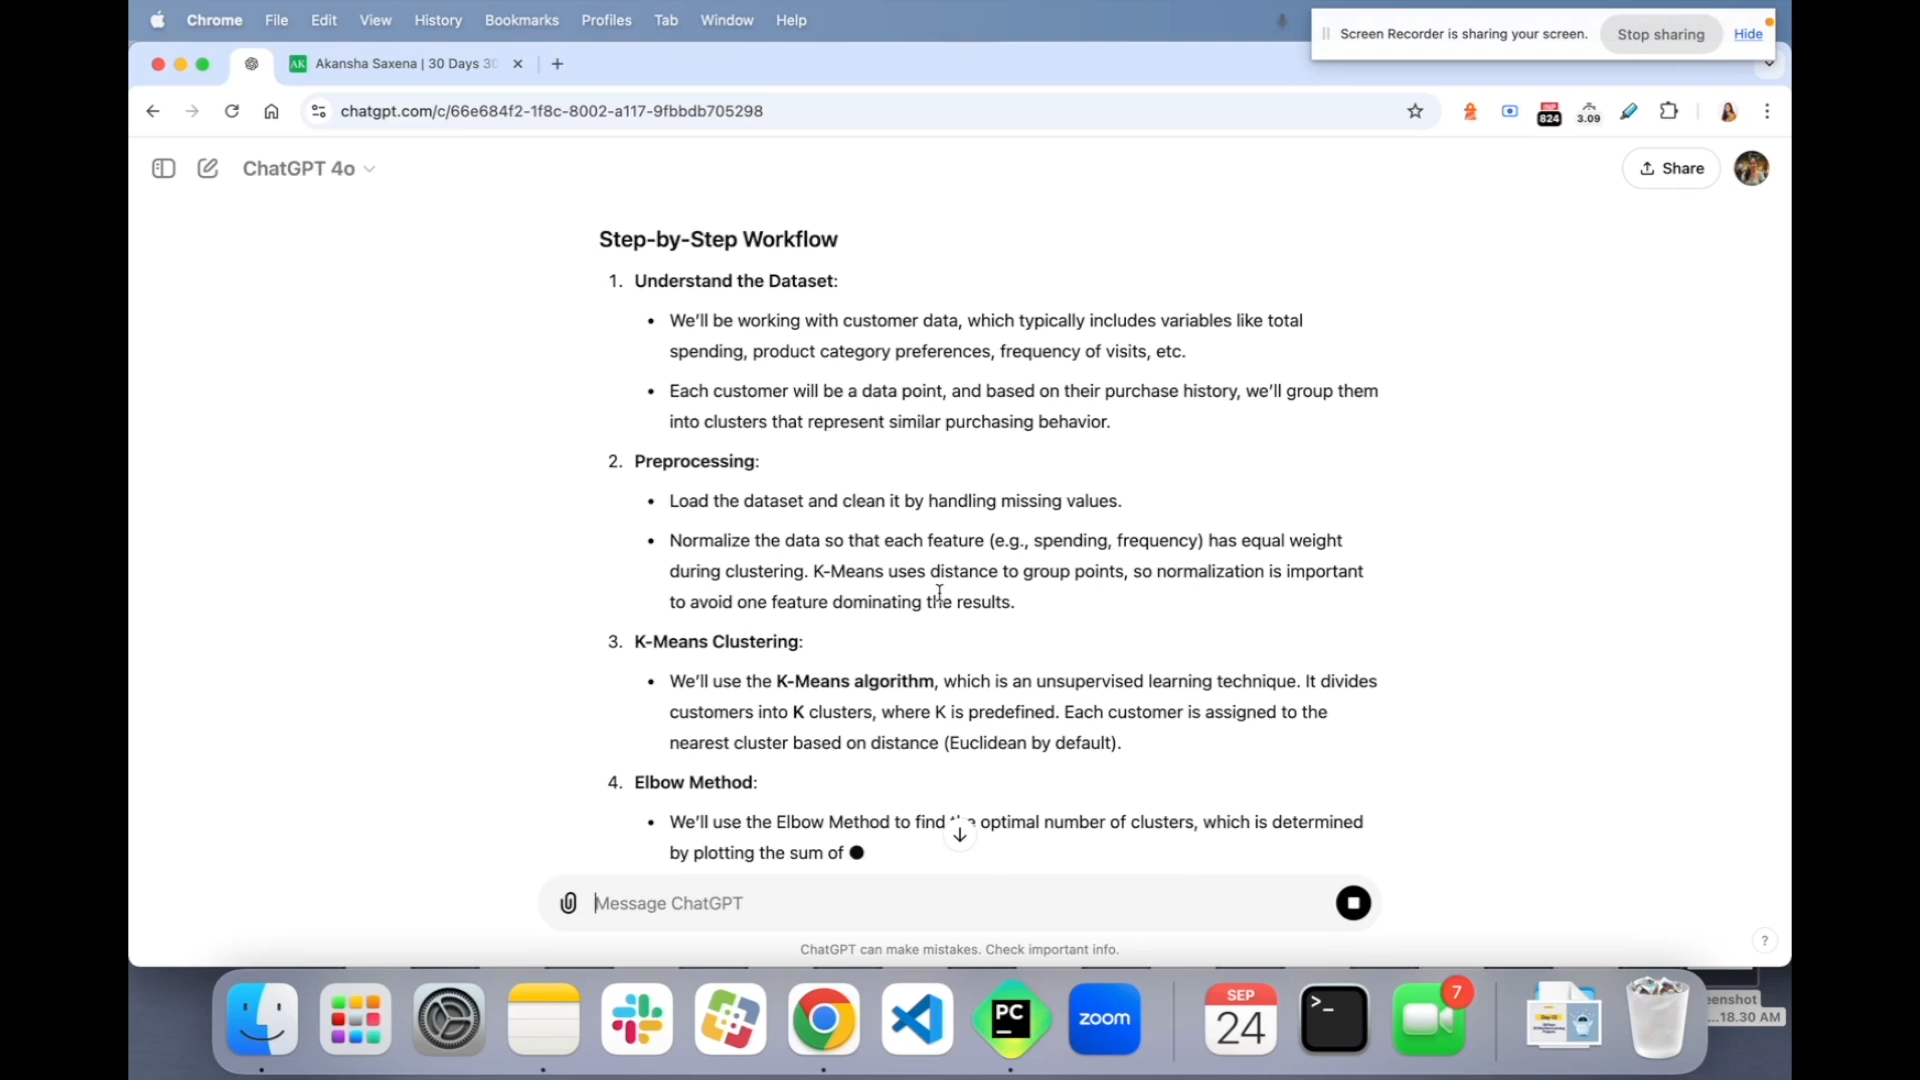 Chrome File Edit View History Bookmarks Profiles Tab Window Help
Screen Recorder is sharing your screen. Stop sharing Hide
AK Akansha Saxena | 30 Days 30
chatgpt.com/c/66e684f2-1f8c-8002-a117-9fbbdb705298
824
3.09
ChatGPT 4o
Share
Step-by-Step Workflow
1. Understand the Dataset:
• We'll be working with customer data, which typically includes variables like total
spending, product category preferences, frequency of visits, etc.
• Each customer will be a data point, and based on their purchase history, we'll group them
into clusters that represent similar purchasing behavior.
2. Preprocessing:
• Load the dataset and clean it by handling missing values.
• Normalize the data so that each feature (e.g., spending, frequency) has equal weight
during clustering. K-Means uses distance to group points, so normalization is important
to avoid one feature dominating the results.
3. K-Means Clustering:
• We'll use the K-Means algorithm, which is an unsupervised learning technique. It divides
customers into K clusters, where K is predefined. Each customer is assigned to the
nearest cluster based on distance (Euclidean by default).
4. Elbow Method:
• We'll use the Elbow Method to find the optimal number of clusters, which is determined
by plotting the sum of
Message ChatGPT
ChatGPT can make mistakes. Check important info.
?
PC
zoom
SEP
24
>_
7
eenshot
...18.30 AM